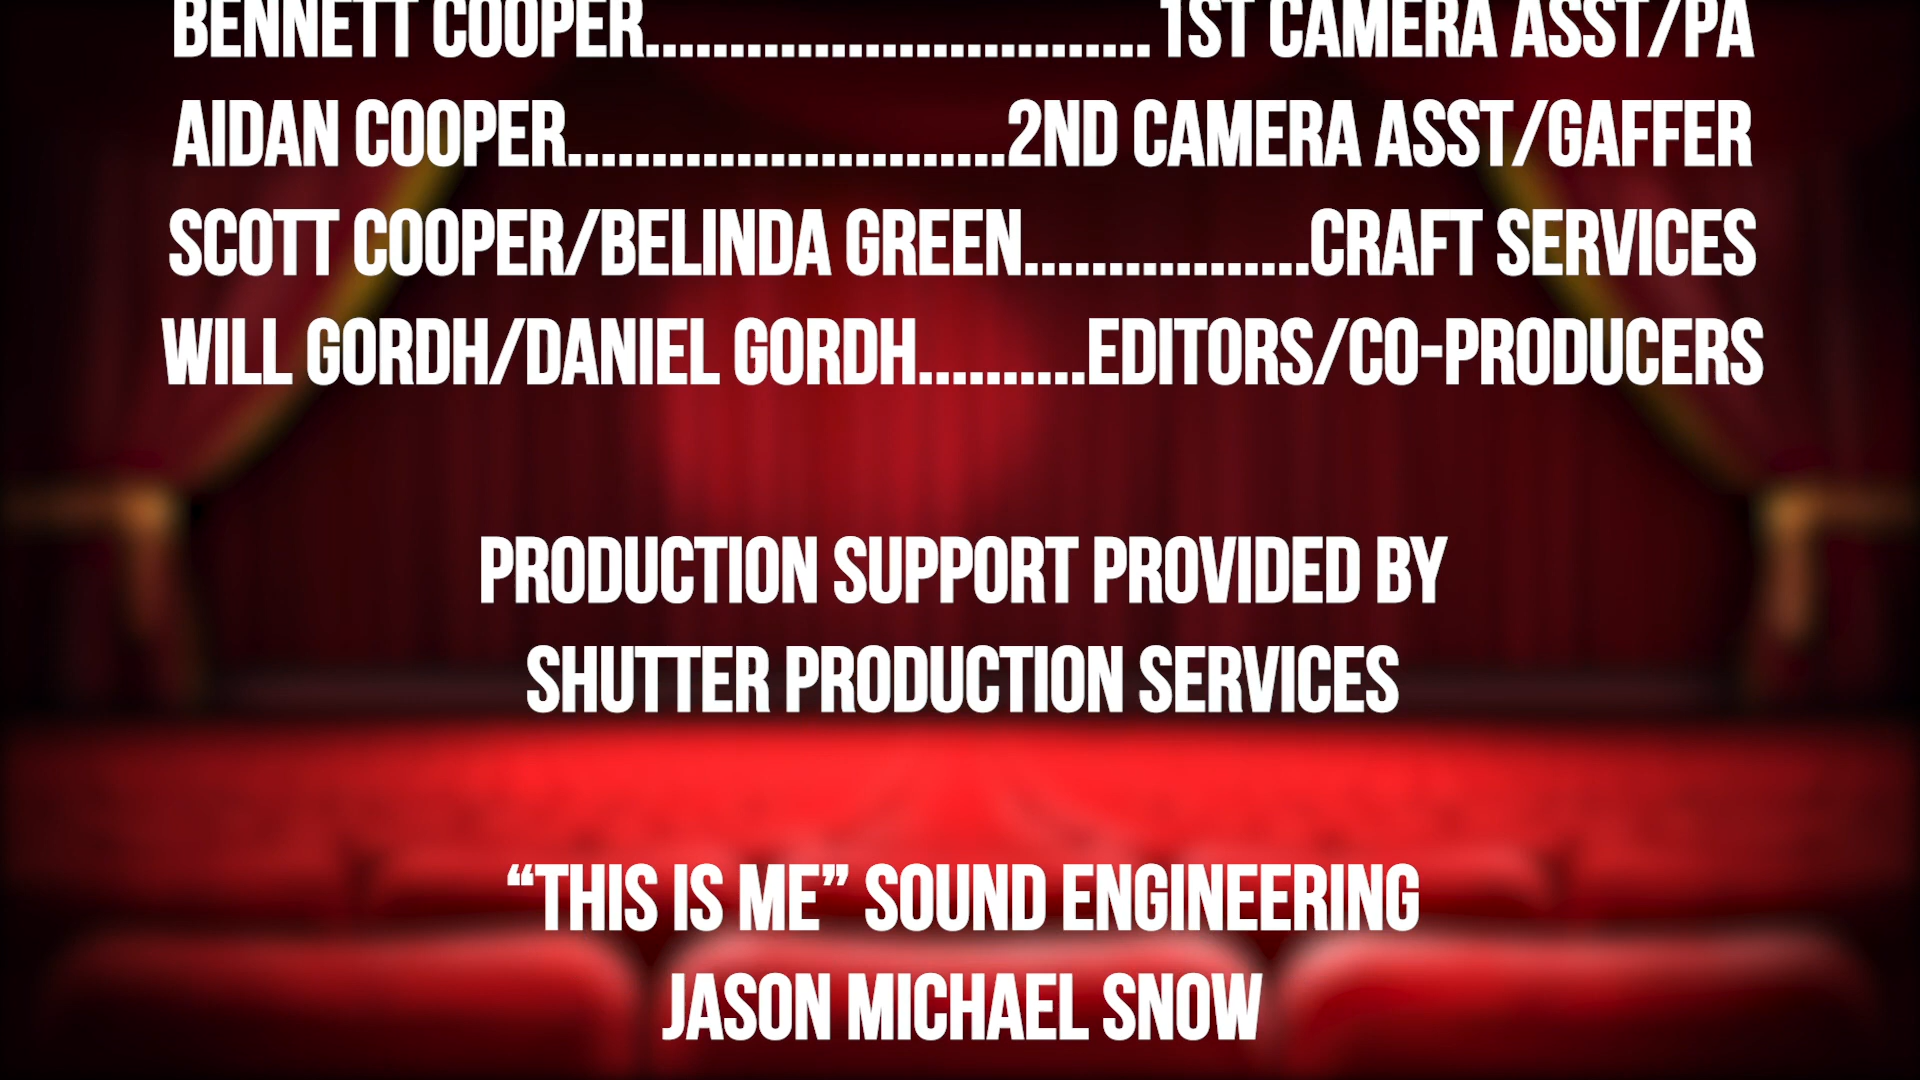 BENNETT COOPER..............................1ST CAMERA ASST/PA
AIDAN COOPER..........................2ND CAMERA ASST/GAFFER
SCOTT COOPER/BELINDA GREEN.................CRAFT SERVICES
WILL GORDH/DANIEL GORDH..........EDITORS/CO-PRODUCERS
PRODUCTION SUPPORT PROVIDED BY
SHUTTER PRODUCTION SERVICES
“THIS IS ME” SOUND ENGINEERING
JASON MICHAEL SNOW